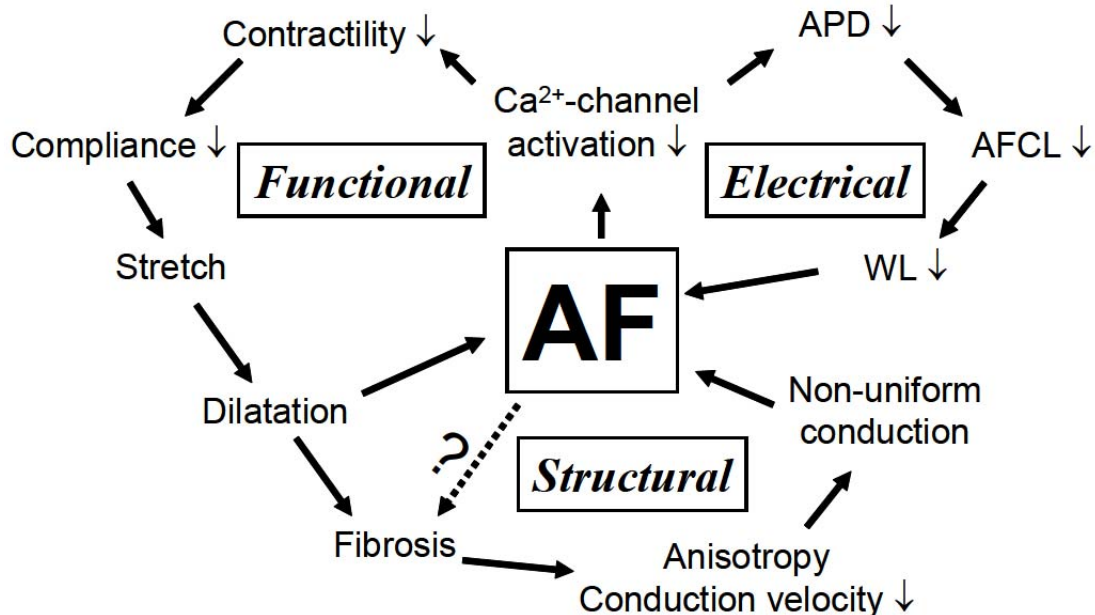 Contractility ↓
APD ↓
Ca²⁺-channel
activation ↓
Compliance ↓
AFCL ↓
Functional
Electrical
Stretch
WL ↓
AF
Dilatation
Non-uniform
conduction
?
Structural
Fibrosis
Anisotropy
Conduction velocity ↓